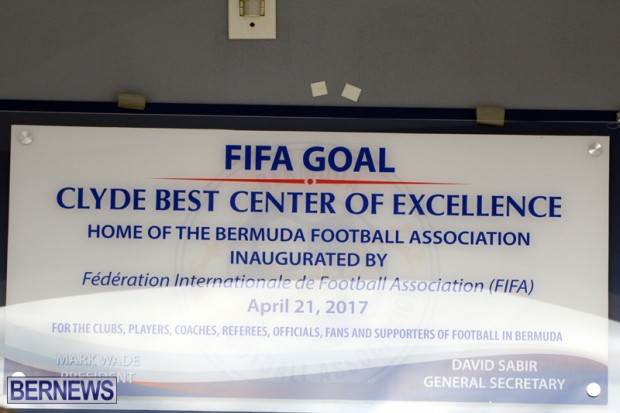 FIFA GOAL
CLYDE BEST CENTER OF EXCELLENCE
HOME OF THE BERMUDA FOOTBALL ASSOCIATION
INAUGURATED BY
Fédération Internationale de Football Association (FIFA)
April 21, 2017
FOR THE CLUBS, PLAYERS, COACHES, REFEREES, OFFICIALS, FANS AND SUPPORTERS OF FOOTBALL IN BERMUDA
MARK WADE
PRESIDENT
DAVID SABIR
GENERAL SECRETARY
BERNEWS